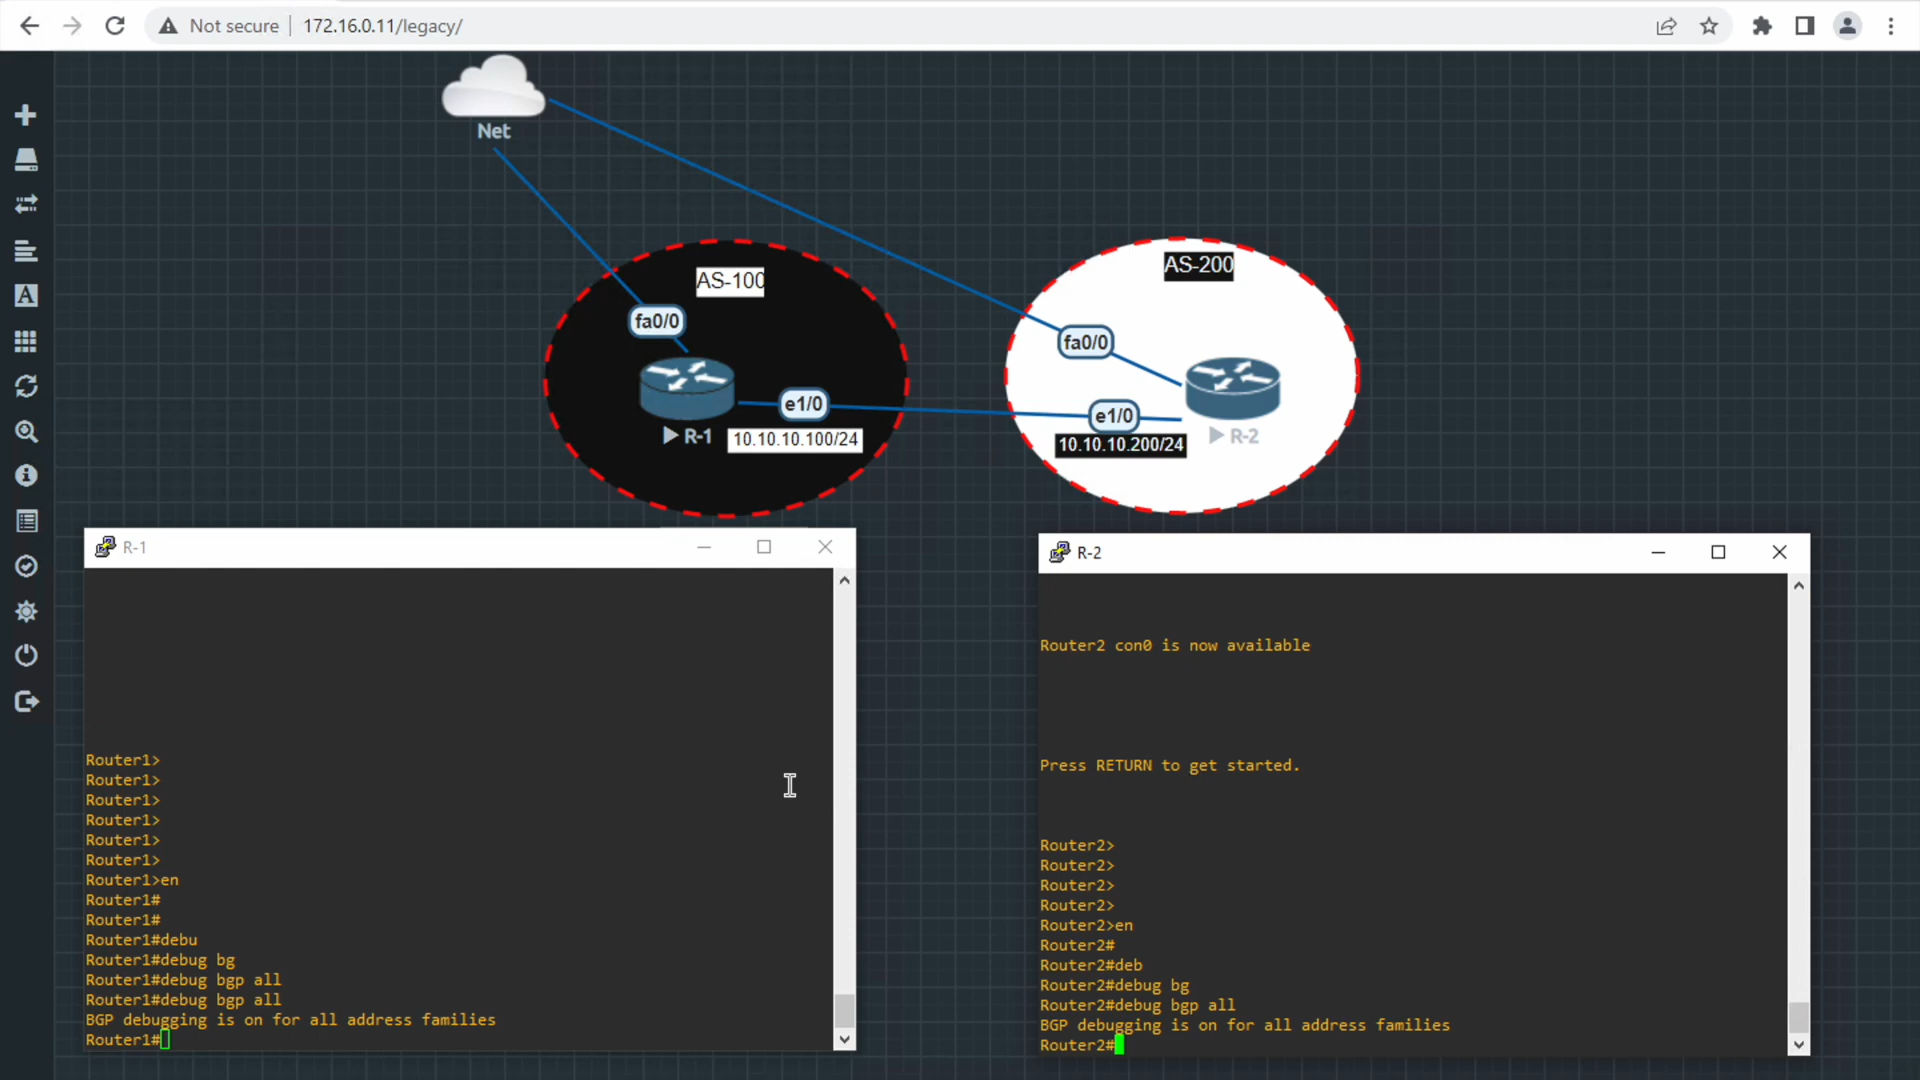 Not secure
172.16.0.11/legacy/
Net
AS-100
AS-200
fa0/0
fa0/0
e1/0
e1/0
R-1
10.10.10.100/24
10.10.10.200/24
R-2
R-1
Router1>
Router1>
Router1>
Router1>
Router1>
Router1>
Router1>en
Router1#
Router1#
Router1#debu
Router1#debug bg
Router1#debug bgp all
Router1#debug bgp all
BGP debugging is on for all address families
Router1#
R-2
Router2 con0 is now available
Press RETURN to get started.
Router2>
Router2>
Router2>
Router2>
Router2>en
Router2#
Router2#deb
Router2#debug bg
Router2#debug bgp all
BGP debugging is on for all address families
Router2#